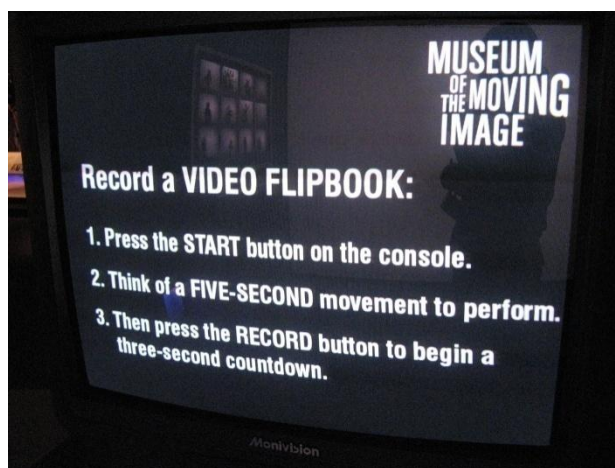 MUSEUM
OF
THE MOVING
IMAGE
Record a VIDEO FLIPBOOK:
1. Press the START button on the console.
2. Think of a FIVE-SECOND movement to perform.
3. Then press the RECORD button to begin a
three-second countdown.
Monivision